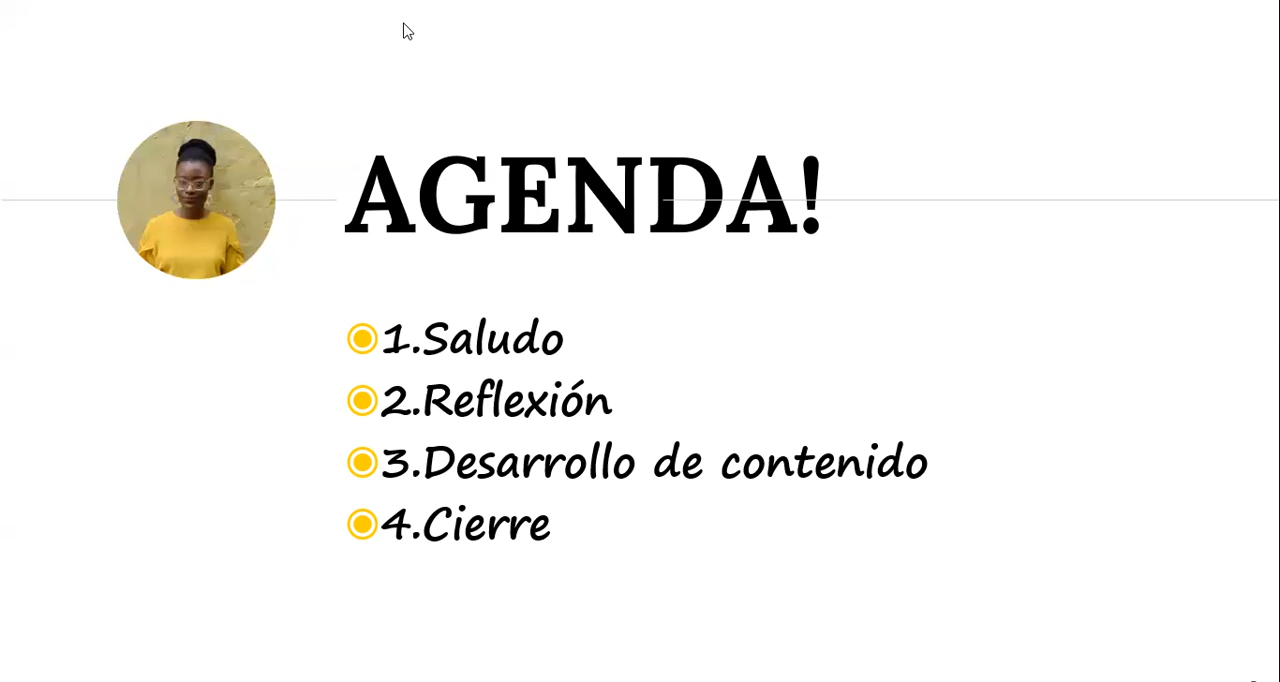 AGENDA!
1.Saludo
2.Reflexión
3.Desarrollo de contenido
4.Cierre